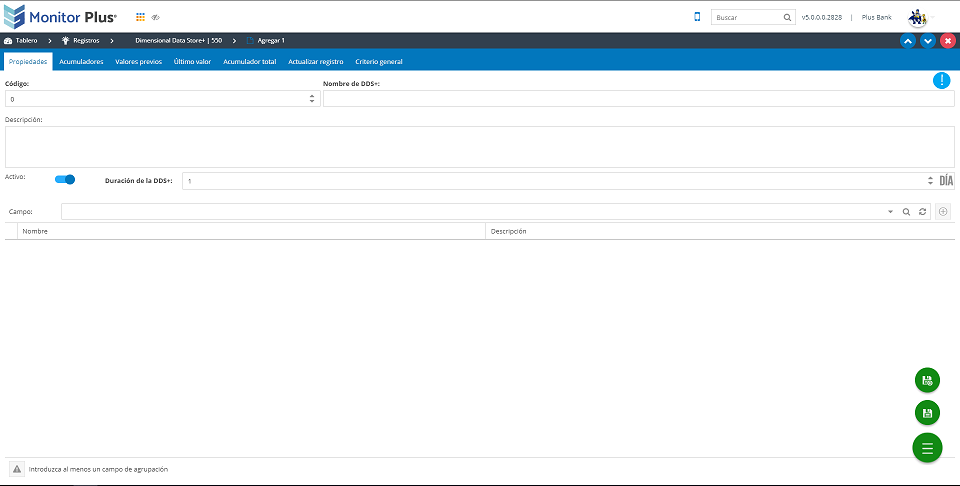 Monitor Plus®
Buscar
v5.0.0.0.2828 | Plus Bank
Tablero > Registros > Dimensional Data Store+ | 550 > Agregar 1
Propiedades Acumuladores Valores previos Último valor Acumulador total Actualizar registro Criterio general
Código: Nombre de DDS+:
0
Descripción:
Activo: Duración de la DDS+: 1 DÍA
Campo:
Nombre Descripción
Introduzca al menos un campo de agrupación